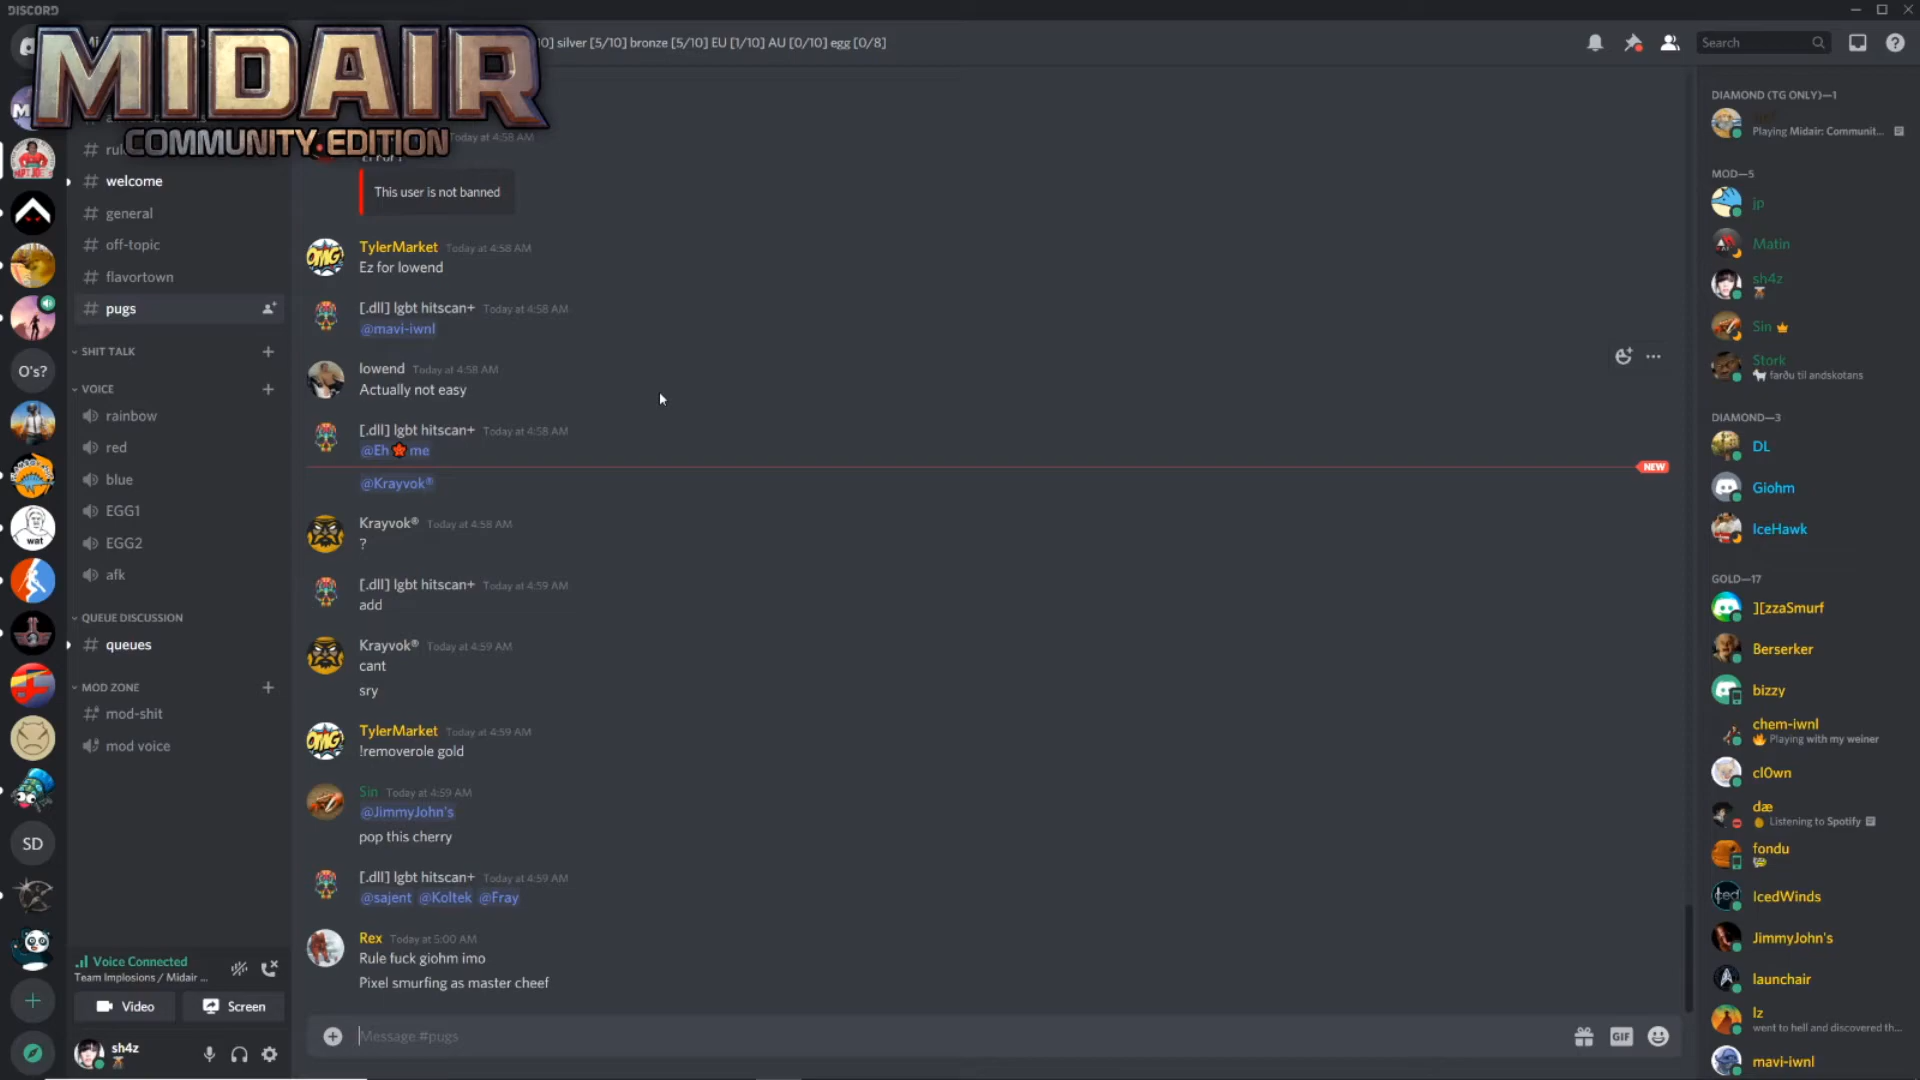 DISCORD
MIDAIR
COMMUNITY EDITION
silver [5/10] bronze [5/10] EU [1/10] AU [0/10] egg [0/8]
Search
welcome
general
off-topic
flavortown
pugs
SHIT TALK
VOICE
rainbow
red
blue
EGG1
EGG2
afk
QUEUE DISCUSSION
queues
MOD ZONE
mod-shit
mod voice
O's?
wat
SD
Voice Connected
Team Implosions / Midair ...
Video
Screen
sh4z
Today at 4:58 AM
This user is not banned
TylerMarket Today at 4:58 AM
Ez for lowend
[.dll] lgbt hitscan+ Today at 4:58 AM
@mavi-iwnl
lowend Today at 4:58 AM
Actually not easy
[.dll] lgbt hitscan+ Today at 4:58 AM
@Eh me
NEW
@Krayvok®
Krayvok® Today at 4:58 AM
?
[.dll] lgbt hitscan+ Today at 4:59 AM
add
Krayvok® Today at 4:59 AM
cant
sry
TylerMarket Today at 4:59 AM
!removerole gold
Sin Today at 4:59 AM
@JimmyJohn's
pop this cherry
[.dll] lgbt hitscan+ Today at 4:59 AM
@sajent @Koltek @Fray
Rex Today at 5:00 AM
Rule fuck giohm imo
Pixel smurfing as master cheef
Message #pugs
GIF
DIAMOND (TG ONLY)—1
Playing Midair: Communit...
MOD—5
jp
Matin
sh4z
Sin
Stork
farðu til andskotans
DIAMOND—3
DL
Giohm
IceHawk
GOLD—17
][zzaSmurf
Berserker
bizzy
chem-iwnl
Playing with my weiner
cl0wn
dæ
Listening to Spotify
fondu
IcedWinds
JimmyJohn's
launchair
lz
went to hell and discovered th...
mavi-iwnl